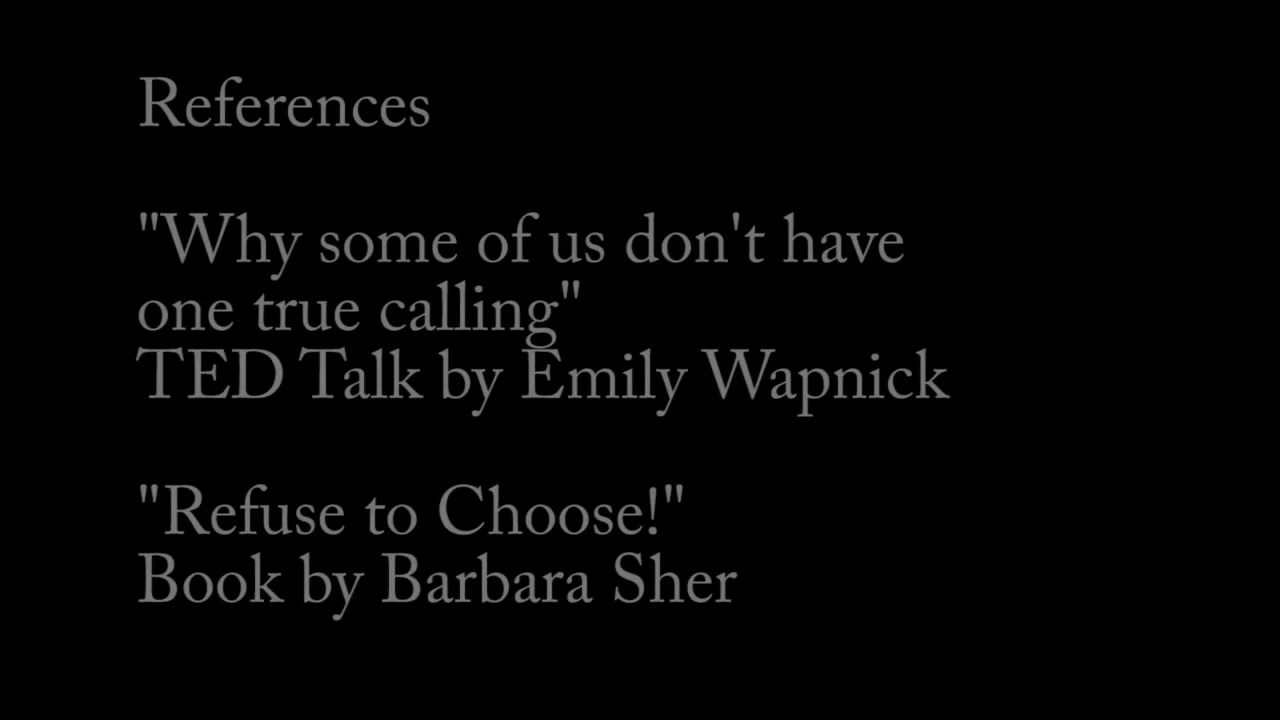 References
"Why some of us don't have
one true calling"
TED Talk by Emily Wapnick
"Refuse to Choose!"
Book by Barbara Sher